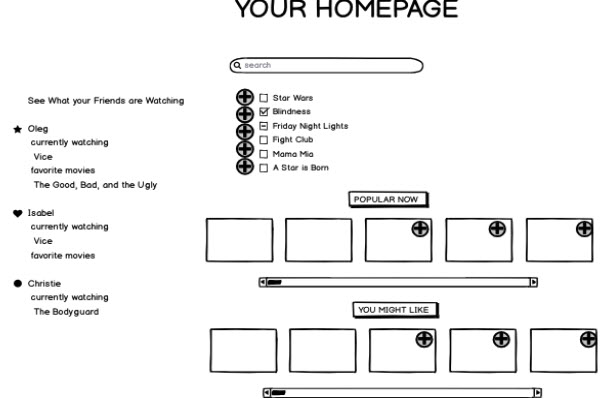 YOUR HOMEPAGE
search
See What your Friends are Watching
Oleg
currently watching
Vice
favorite movies
The Good, Bad, and the Ugly
Isabel
currently watching
Vice
favorite movies
Christie
currently watching
The Bodyguard
Star Wars
Blindness
Friday Night Lights
Fight Club
Mama Mia
A Star is Born
POPULAR NOW
YOU MIGHT LIKE